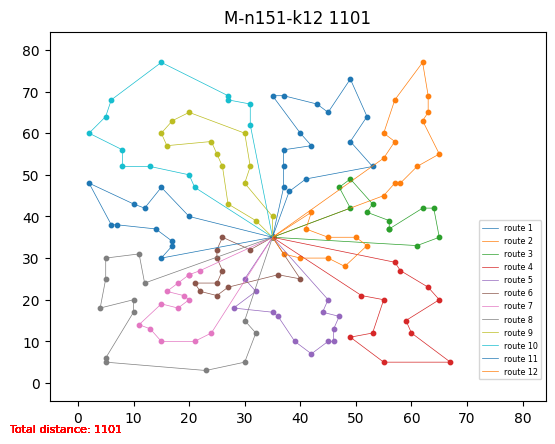 M-n151-k12 1101
80
70
60
50
40
30
20
10
0
route 1
route 2
route 3
route 4
route 5
route 6
route 7
route 8
route 9
route 10
route 11
route 12
0 10 20 30 40 50 60 70 80
Total distance: 1101